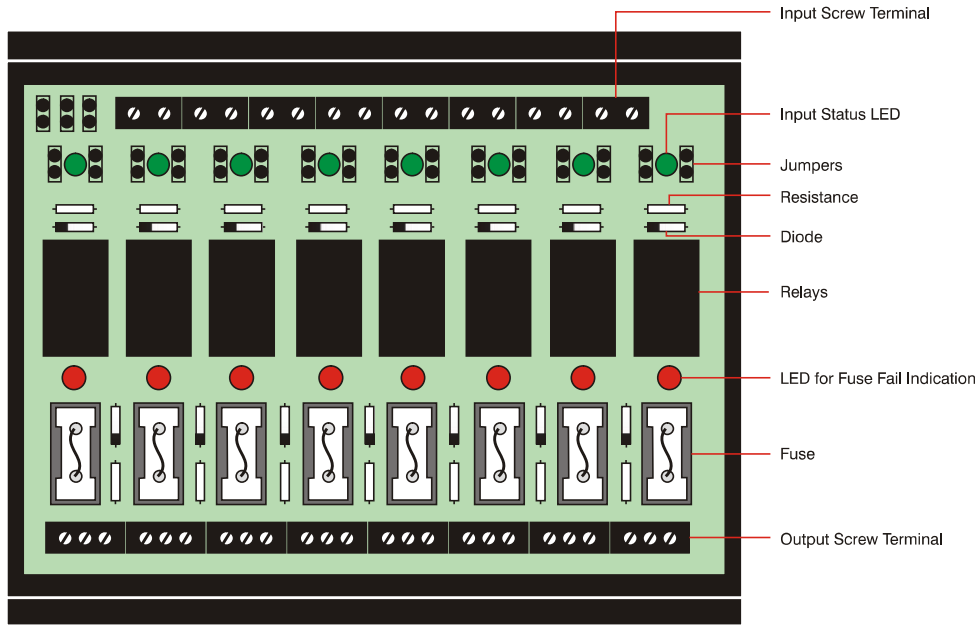 Input Screw Terminal
Input Status LED
Jumpers
Resistance
Diode
Relays
LED for Fuse Fail Indication
Fuse
Output Screw Terminal